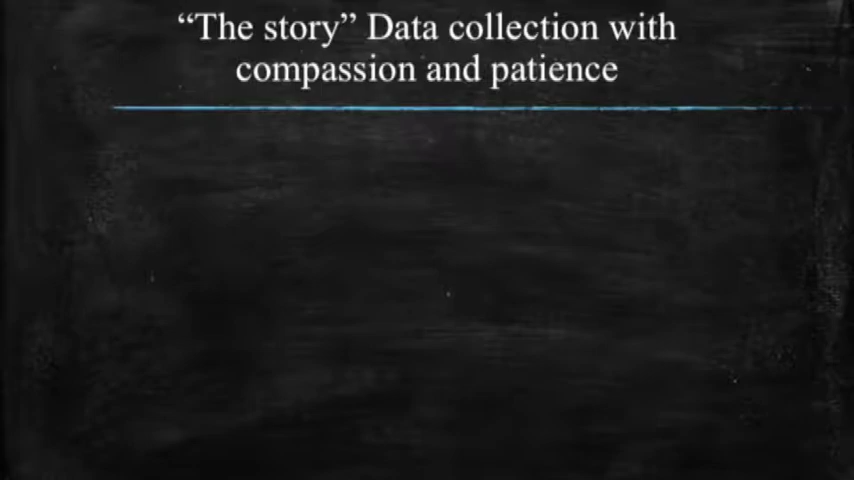 “The story” Data collection with
compassion and patience